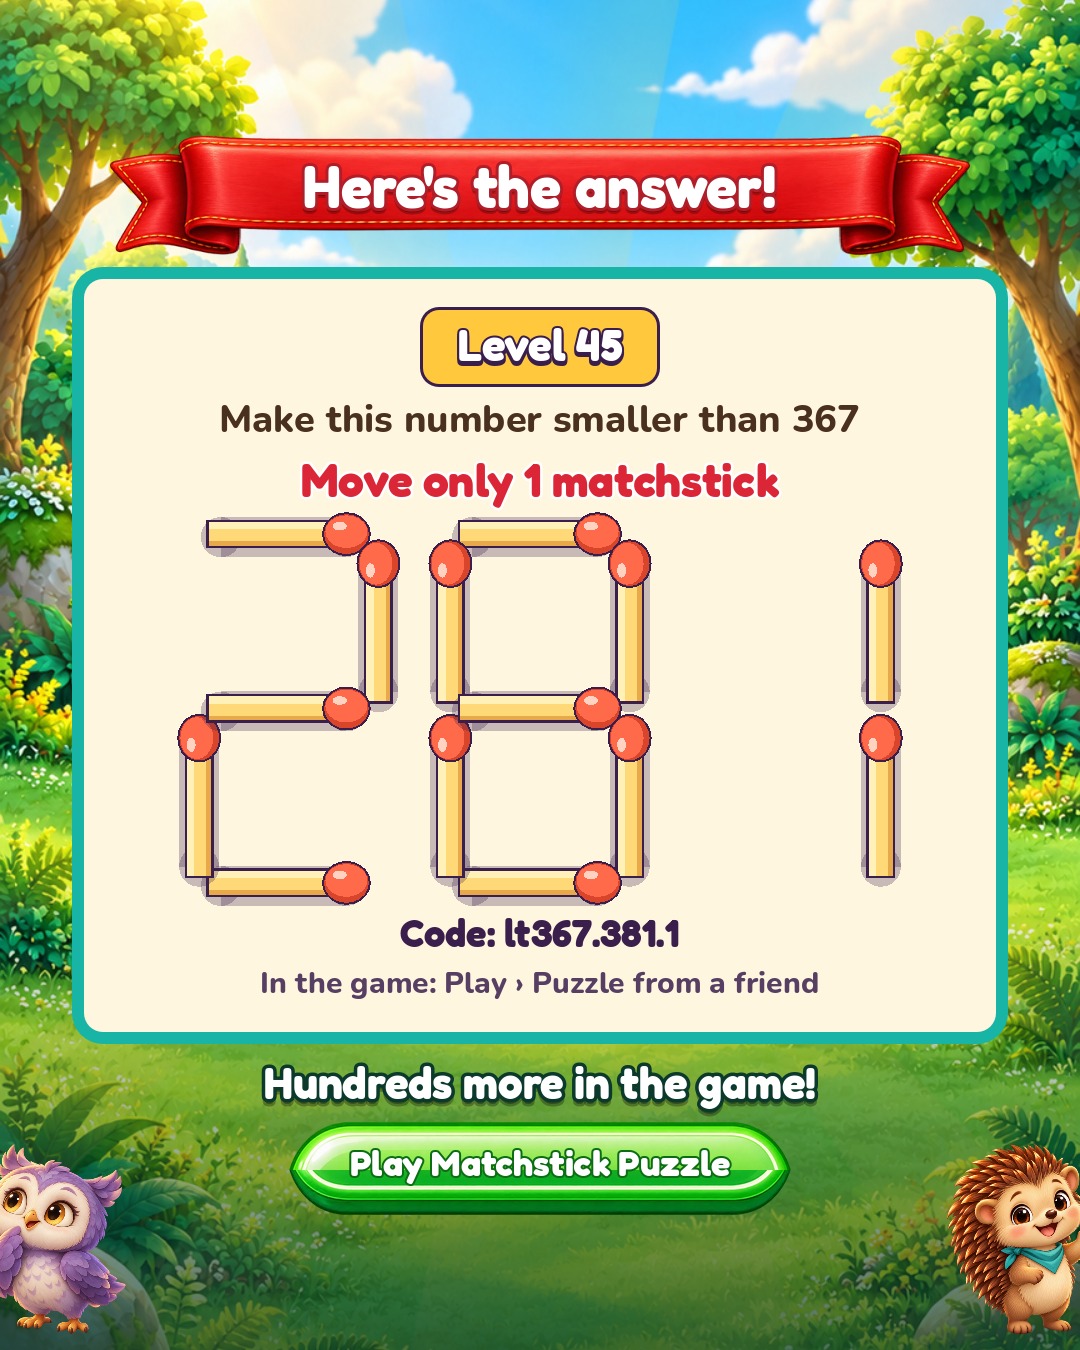 Here's the answer!
Level 45
Make this number smaller than 367
Move only 1 matchstick
281
Code: lt367.381.1
In the game: Play › Puzzle from a friend
Hundreds more in the game!
Play Matchstick Puzzle